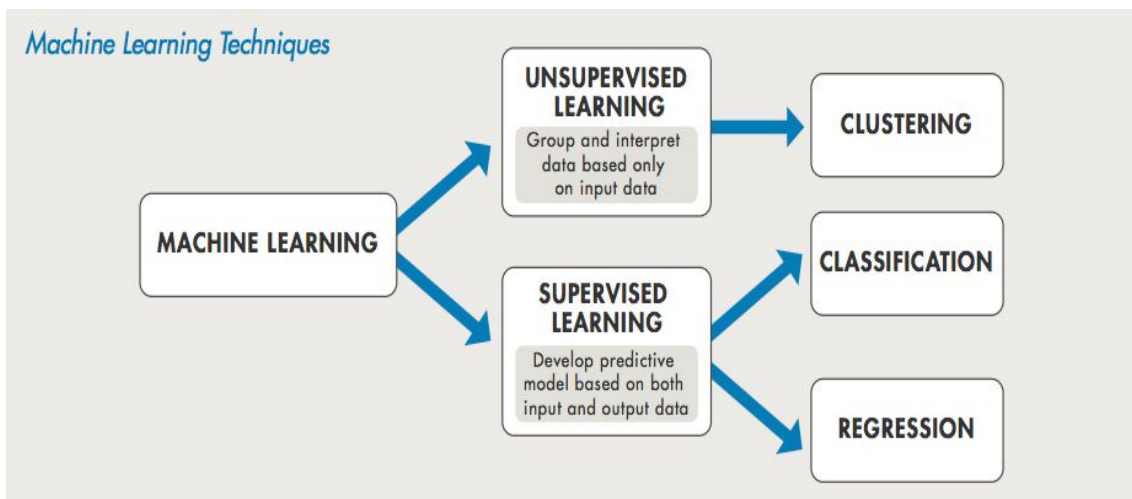 Machine Learning Techniques
MACHINE LEARNING
UNSUPERVISED
LEARNING
Group and interpret
data based only
on input data
CLUSTERING
SUPERVISED
LEARNING
Develop predictive
model based on both
input and output data
CLASSIFICATION
REGRESSION